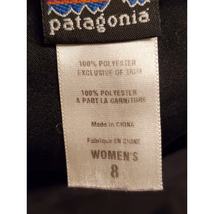 patagonia
100% POLYESTER
EXCLUSIVE OF TRIM
100% POLYESTER
A PART LA GARNITURE
Made in CHINA
Fabriqué EN CHINE
WOMEN'S
8